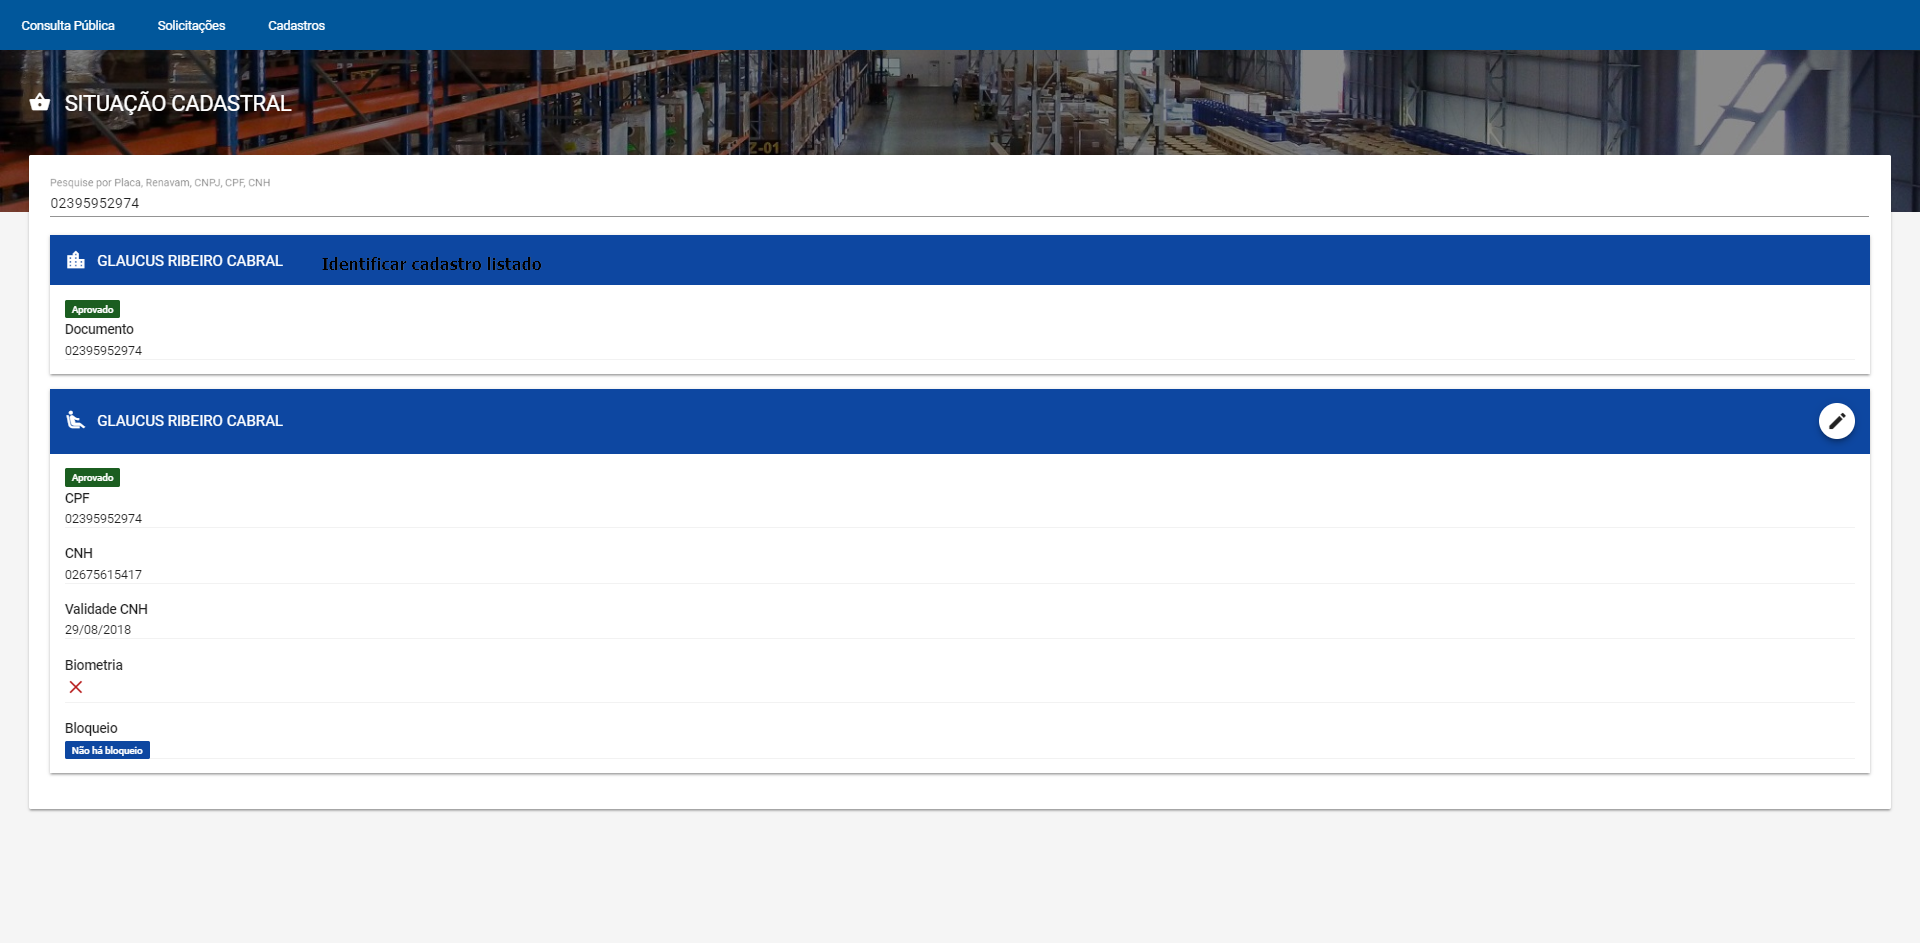 Consulta Pública Solicitações Cadastros
SITUAÇÃO CADASTRAL
Z-01
Pesquise por Placa, Renavam, CNPJ, CPF, CNH
02395952974
GLAUCUS RIBEIRO CABRAL Identificar cadastro listado
Aprovado
Documento
02395952974
GLAUCUS RIBEIRO CABRAL
Aprovado
CPF
02395952974
CNH
02675615417
Validade CNH
29/08/2018
Biometria
Bloqueio
Não há bloqueio